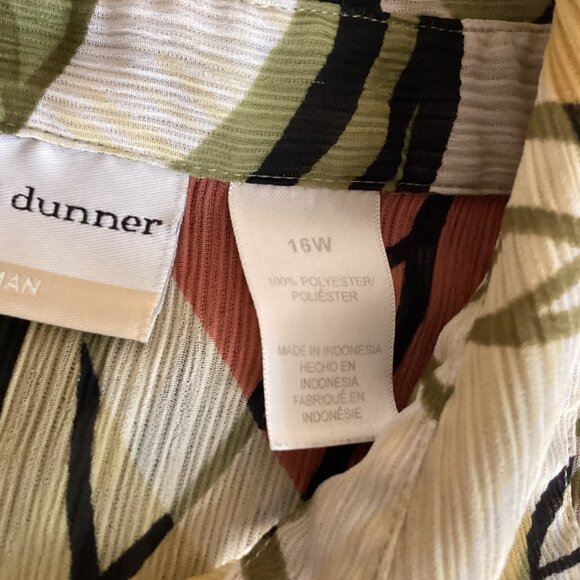 dunner
MAN
16W
100% POLYESTER/
POLIÉSTER
MADE IN INDONESIA
HECHO EN
INDONESIA
FABRIQUÉ EN
INDONÉSIE